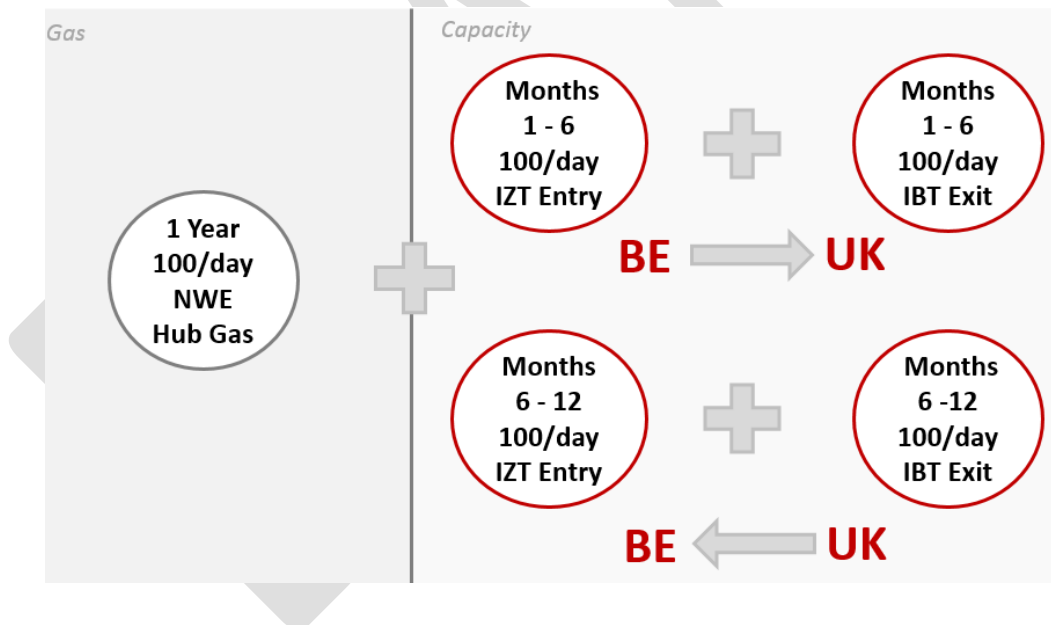 Gas
Capacity
1 Year
100/day
NWE
Hub Gas
Months
1 - 6
100/day
IZT Entry
Months
1 - 6
100/day
IBT Exit
BE
UK
Months
6 - 12
100/day
IZT Entry
Months
6 -12
100/day
IBT Exit
BE
UK